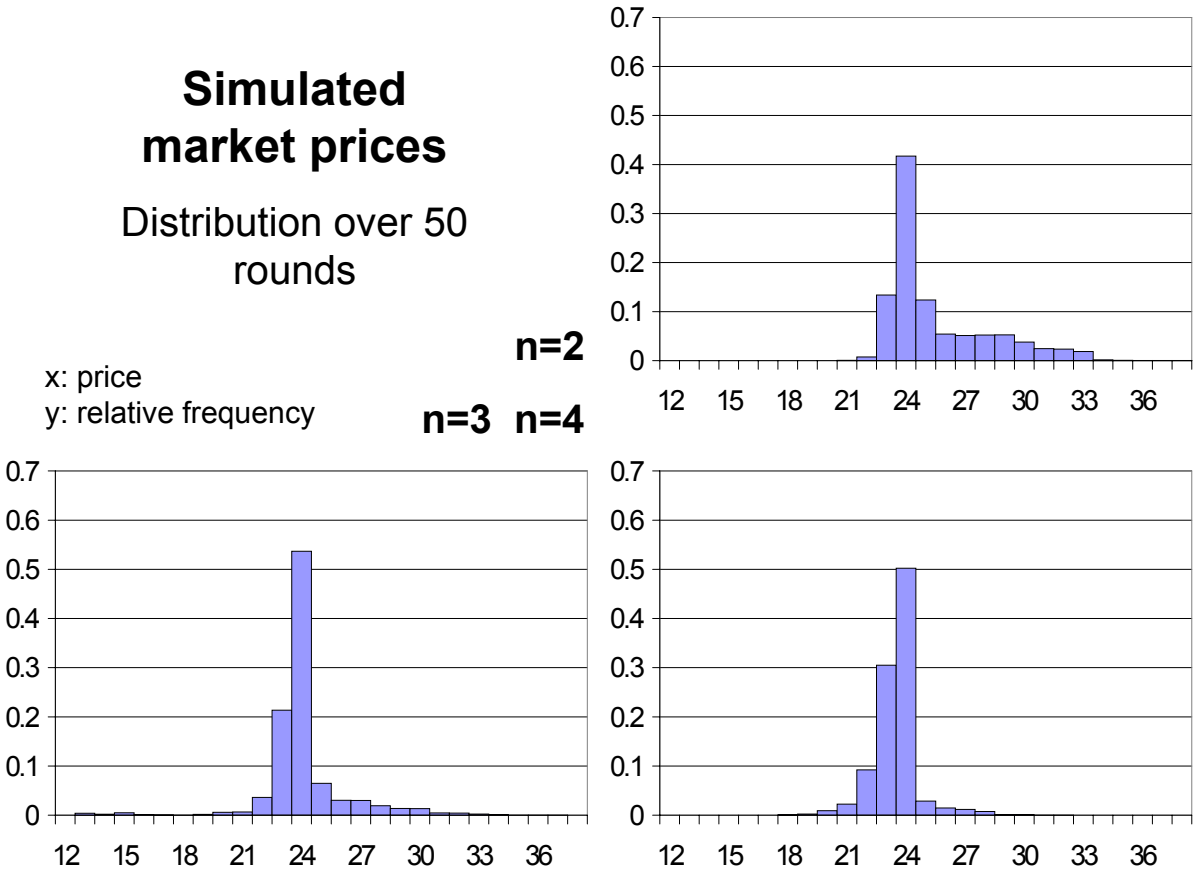 Simulated
market prices
Distribution over 50
rounds
x: price
y: relative frequency
n=2
n=3 n=4
0.7
0.6
0.5
0.4
0.3
0.2
0.1
0
12 15 18 21 24 27 30 33 36
0.7
0.6
0.5
0.4
0.3
0.2
0.1
0
12 15 18 21 24 27 30 33 36
0.7
0.6
0.5
0.4
0.3
0.2
0.1
0
12 15 18 21 24 27 30 33 36